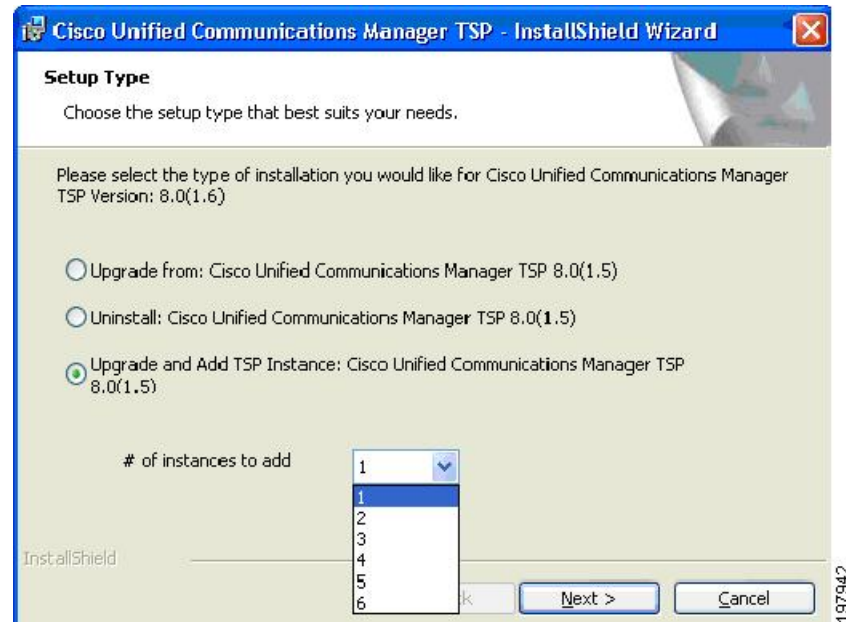 Cisco Unified Communications Manager TSP - InstallShield Wizard
Setup Type
Choose the setup type that best suits your needs.
Please select the type of installation you would like for Cisco Unified Communications Manager
TSP Version: 8.0(1.6)
Upgrade from: Cisco Unified Communications Manager TSP 8.0(1.5)
Uninstall: Cisco Unified Communications Manager TSP 8.0(1.5)
Upgrade and Add TSP Instance: Cisco Unified Communications Manager TSP
8.0(1.5)
# of instances to add
1
1
2
3
4
5
6
InstallShield
Next >
Cancel
197942